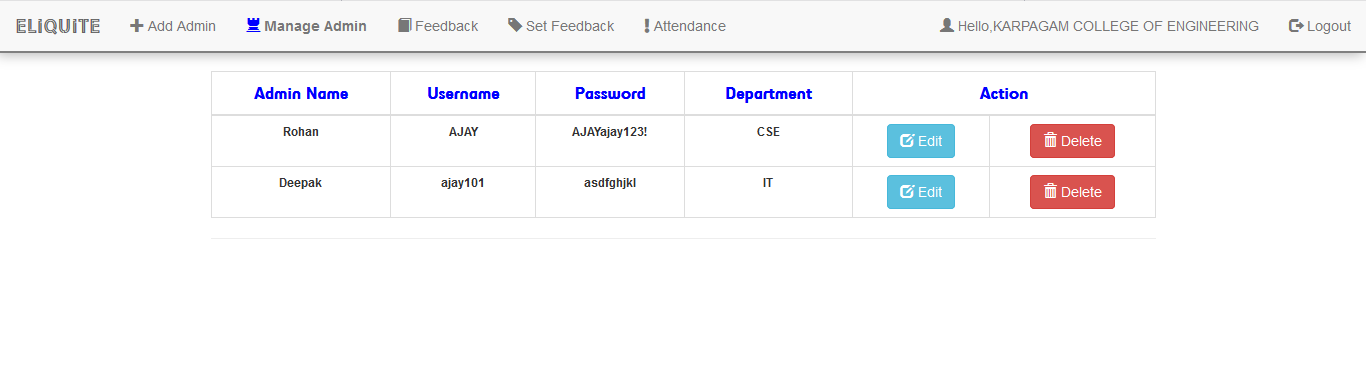 ELiQUiTE Add Admin Manage Admin Feedback Set Feedback Attendance Hello,KARPAGAM COLLEGE OF ENGINEERING Logout
Admin Name Username Password Department Action
Rohan AJAY AJAYajay123! CSE Edit Delete
Deepak ajay101 asdfghjkl IT Edit Delete